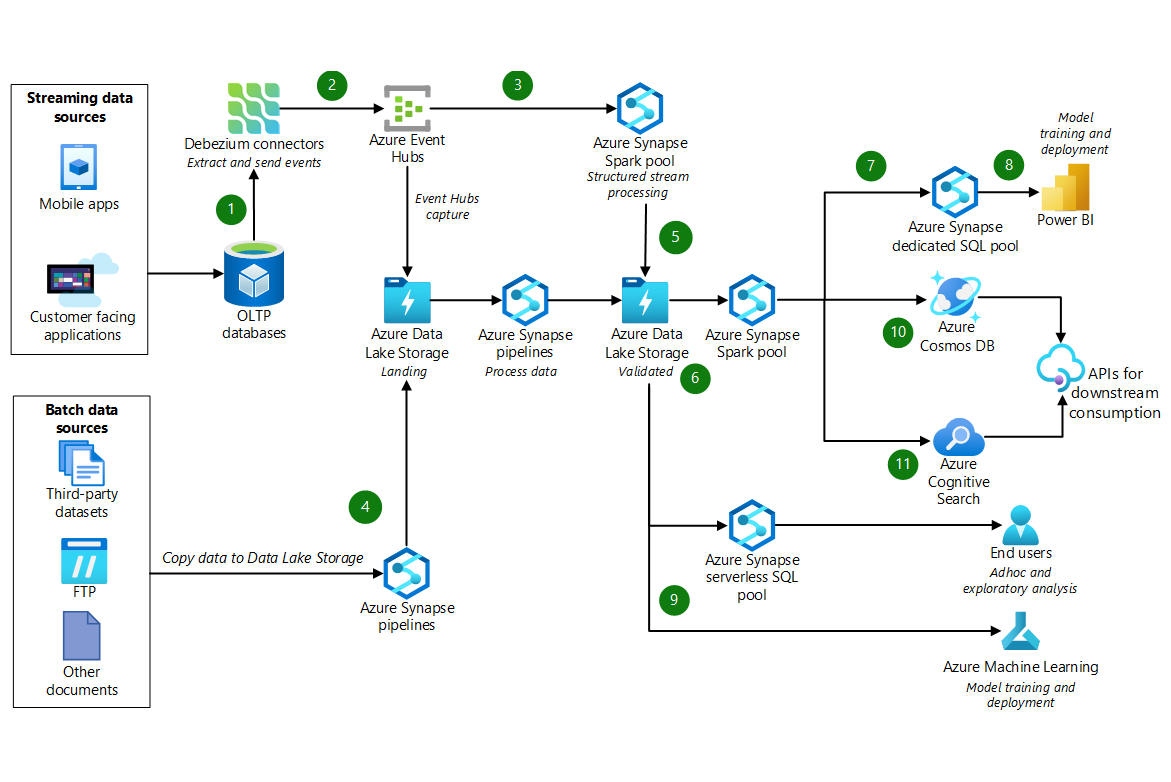 Streaming data
sources
Mobile apps
Customer facing
applications
Batch data
sources
Third-party
datasets
FTP
Other
documents
1
OLTP
databases
Debezium connectors
Extract and send events
2
Azure Event
Hubs
Event Hubs
capture
3
Azure Synapse
Spark pool
Structured stream
processing
4
Copy data to Data Lake Storage
Azure Synapse
pipelines
Azure Data
Lake Storage
Landing
Azure Synapse
pipelines
Process data
5
Azure Data
Lake Storage
Validated
6
Azure Synapse
Spark pool
7
Azure Synapse
dedicated SQL pool
8
Model
training and
deployment
Power BI
10
Azure
Cosmos DB
11
Azure
Cognitive
Search
APIs for
downstream
consumption
9
Azure Synapse
serverless SQL
pool
End users
Adhoc and
exploratory analysis
Azure Machine Learning
Model training and
deployment